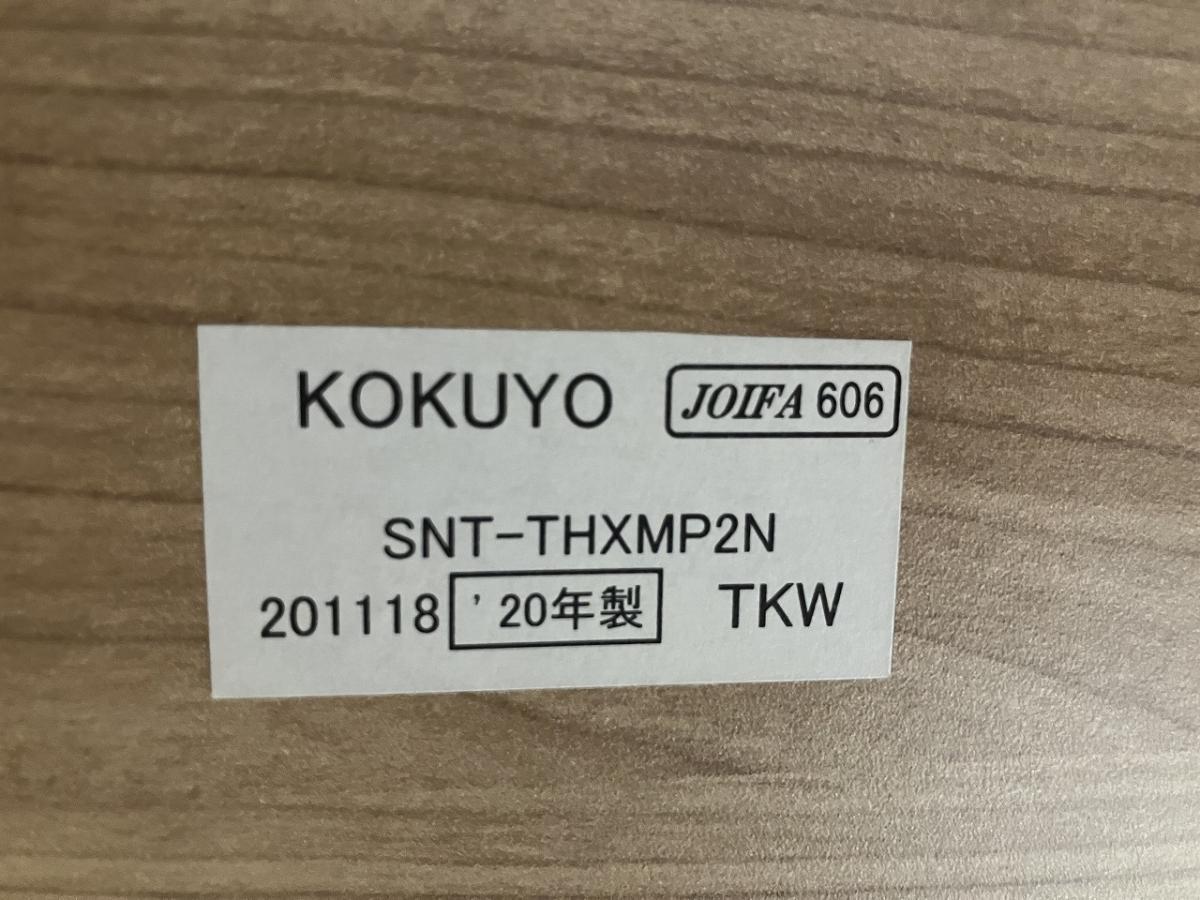 KOKUYO JOIFA 606
SNT-THXMP2N
201118 '20年製 TKW